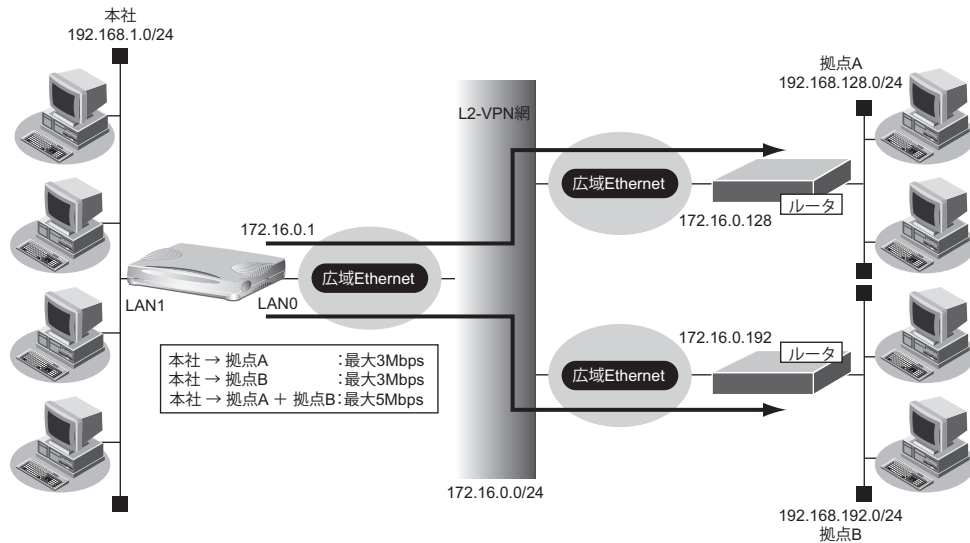 本社
192.168.1.0/24
拠点A
192.168.128.0/24
L2-VPN網
広域Ethernet
ルータ
172.16.0.128
172.16.0.1
広域Ethernet
LAN1
LAN0
172.16.0.192
ルータ
広域Ethernet
本社 → 拠点A :最大3Mbps
本社 → 拠点B :最大3Mbps
本社 → 拠点A + 拠点B:最大5Mbps
172.16.0.0/24
192.168.192.0/24
拠点B